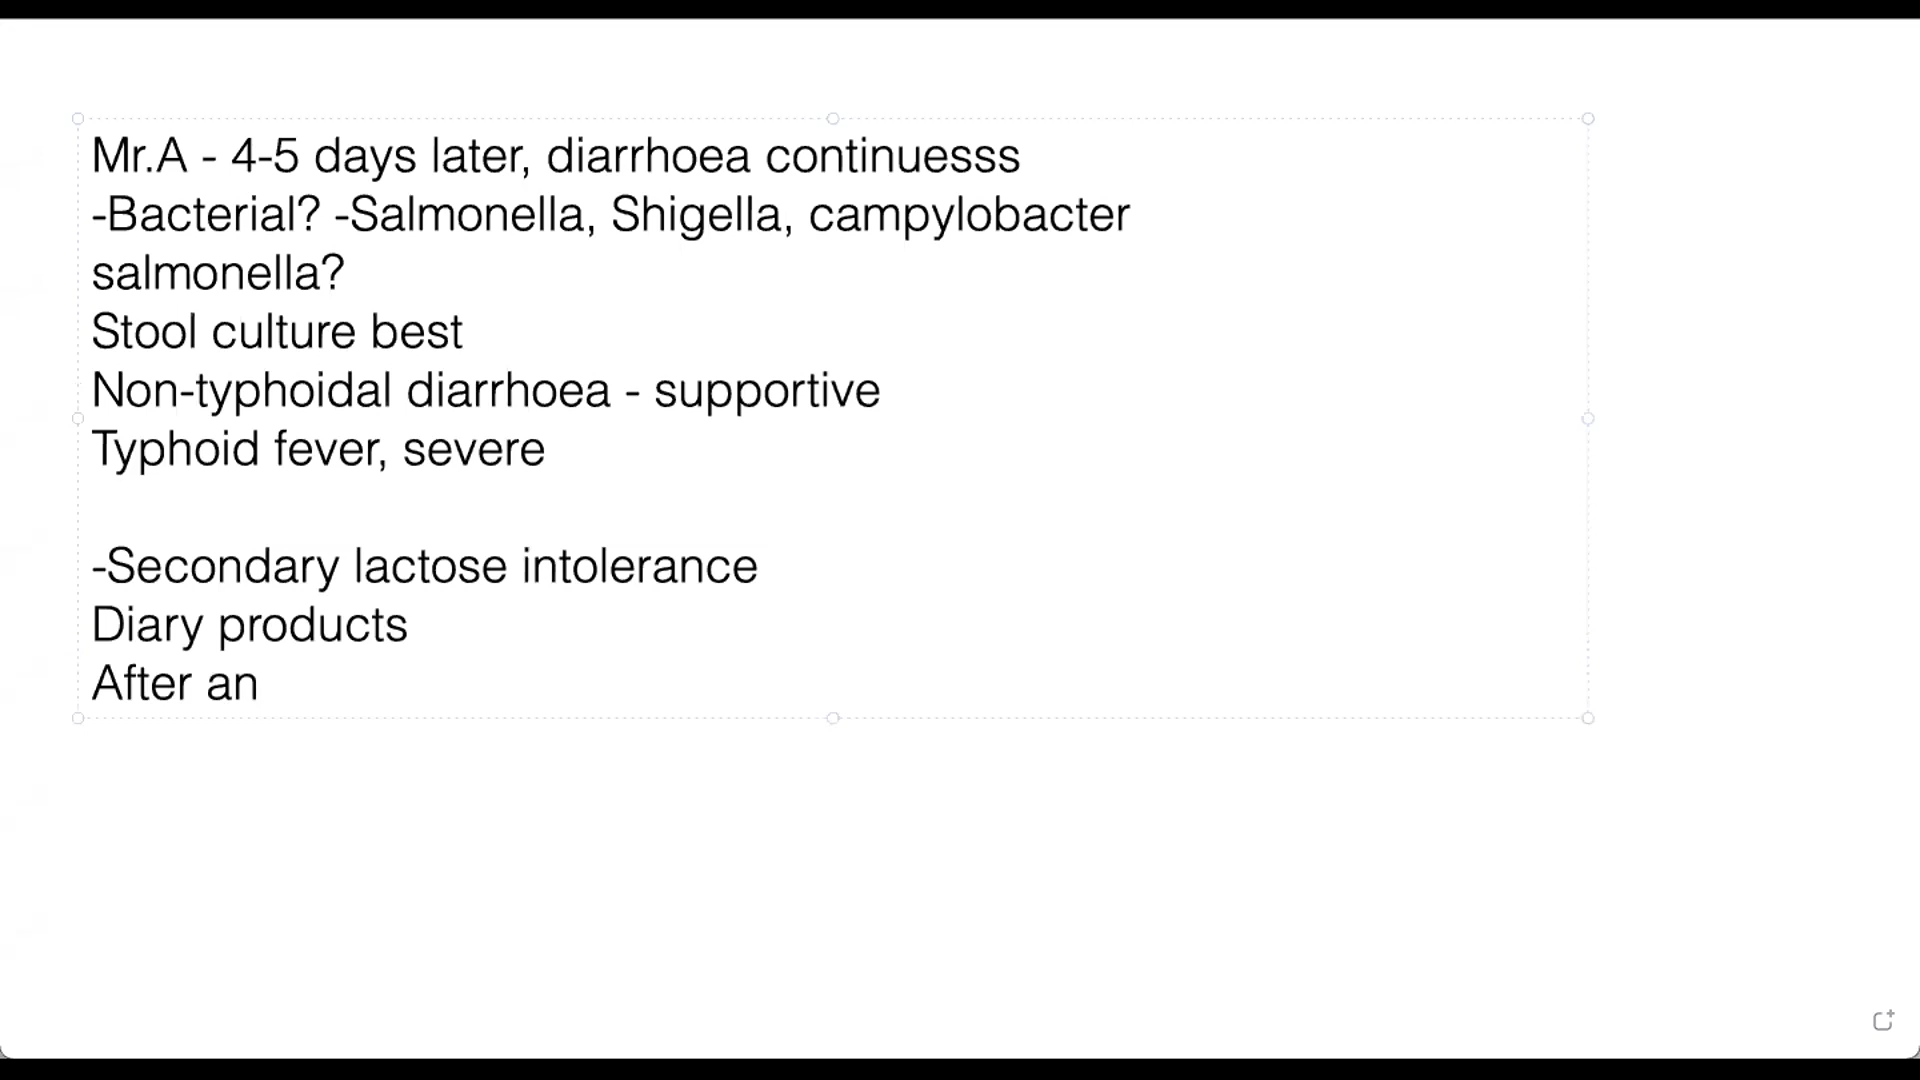 Mr.A - 4-5 days later, diarrhoea continuesss
-Bacterial? -Salmonella, Shigella, campylobacter
salmonella?
Stool culture best
Non-typhoidal diarrhoea - supportive
Typhoid fever, severe
-Secondary lactose intolerance
Diary products
After an